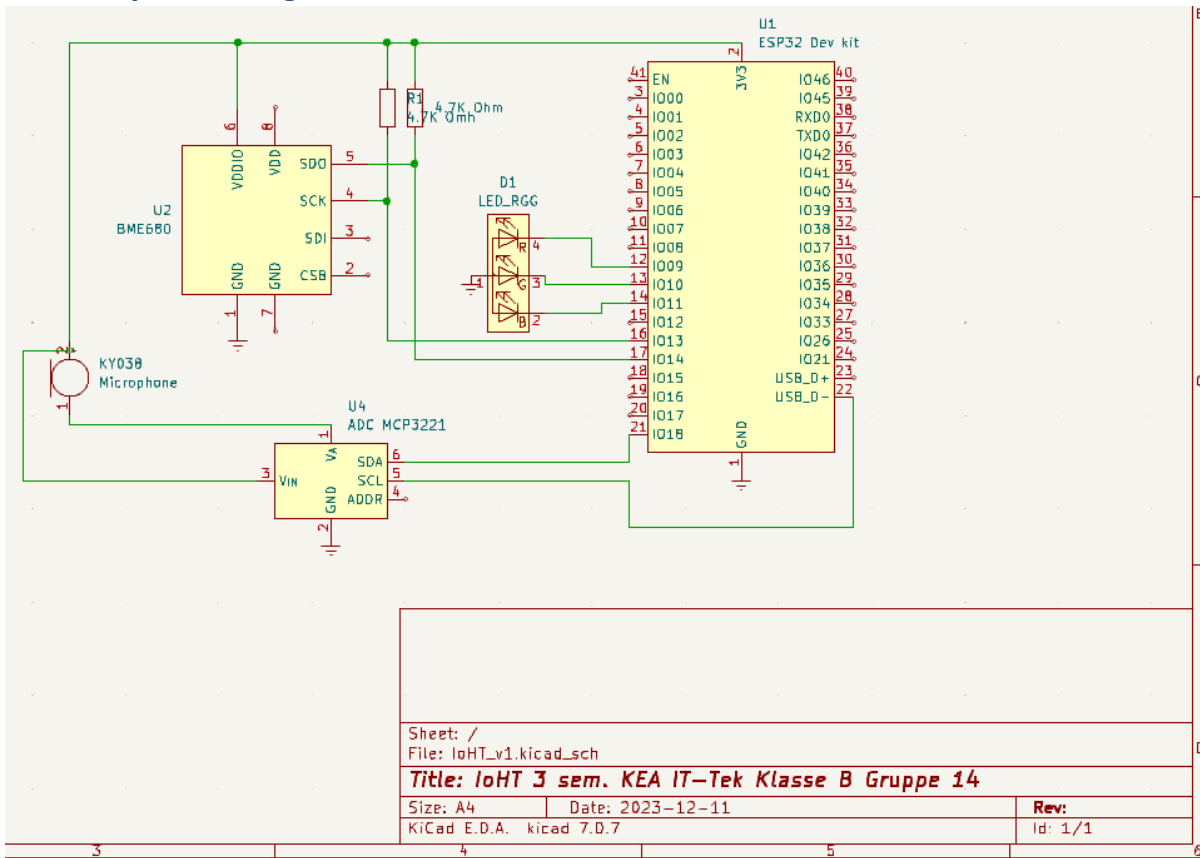 U1
ESP32 Dev kit
2
3V3
41 EN
3 IO00
4 IO01
5 IO02
6 IO03
7 IO04
8 IO05
9 IO06
10 IO07
11 IO08
12 IO09
13 IO10
14 IO11
15 IO12
16 IO13
17 IO14
18 IO15
19 IO16
20 IO17
21 IO18
IO46 40
IO45 39
RXD0 38
TXD0 37
IO42 36
IO41 35
IO40 34
IO39 33
IO38 32
IO37 31
IO36 30
IO35 29
IO34 28
IO33 27
IO26 25
IO21 24
USB_D+ 23
USB_D- 22
GND
1
R1
4.7K Ohm
4.7K Omh
U2
BME680
6
8
VDDIO
VDD
SDO 5
SCK 4
SDI 3
CSB 2
GND
GND
1
7
D1
LED_RGG
R 4
1
G 3
B 2
2
KY038
Microphone
1
U4
ADC MCP3221
1
VA
3 VIN
SDA 6
SCL 5
ADDR 4
GND
2
Sheet: /
File: IoHT_v1.kicad_sch
Title: IoHT 3 sem. KEA IT-Tek Klasse B Gruppe 14
Size: A4
Date: 2023-12-11
Rev:
KiCad E.D.A. kicad 7.0.7
Id: 1/1
3
4
5
6